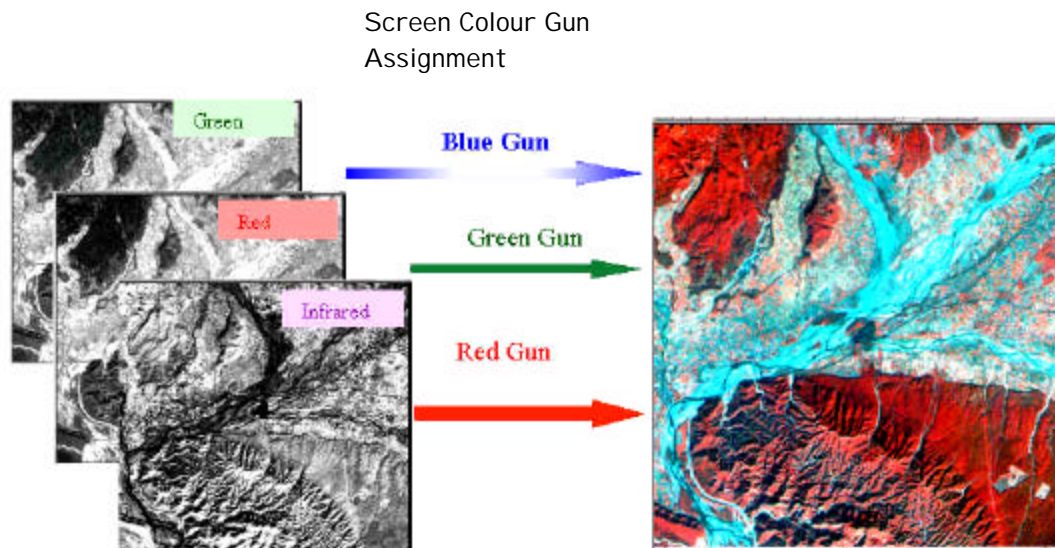 Screen Colour Gun
Assignment
Green
Blue Gun
Red
Green Gun
Infrared
Red Gun